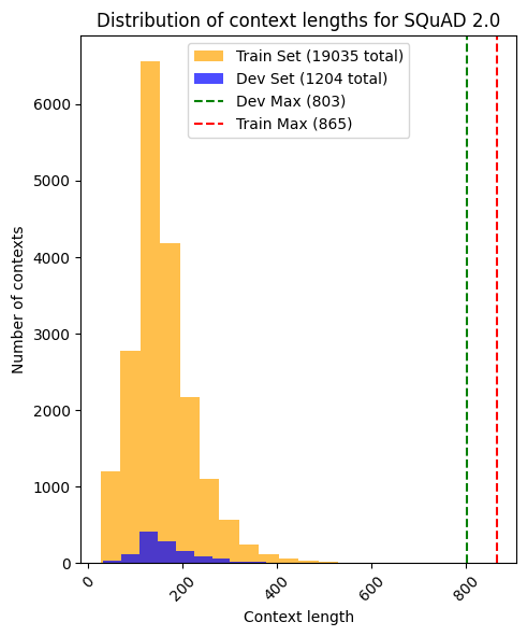 Distribution of context lengths for SQuAD 2.0
Train Set (19035 total)
Dev Set (1204 total)
Dev Max (803)
Train Max (865)
Number of contexts
6000
5000
4000
3000
2000
1000
0
0 200 400 600 800
Context length